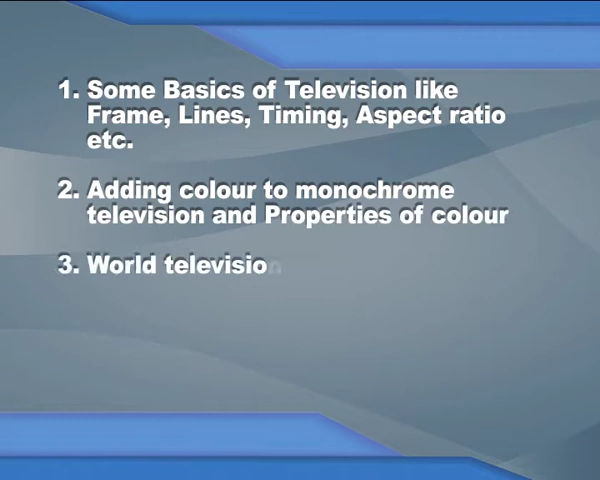 1. Some Basics of Television like
Frame, Lines, Timing, Aspect ratio
etc.
2. Adding colour to monochrome
television and Properties of colour
3. World television